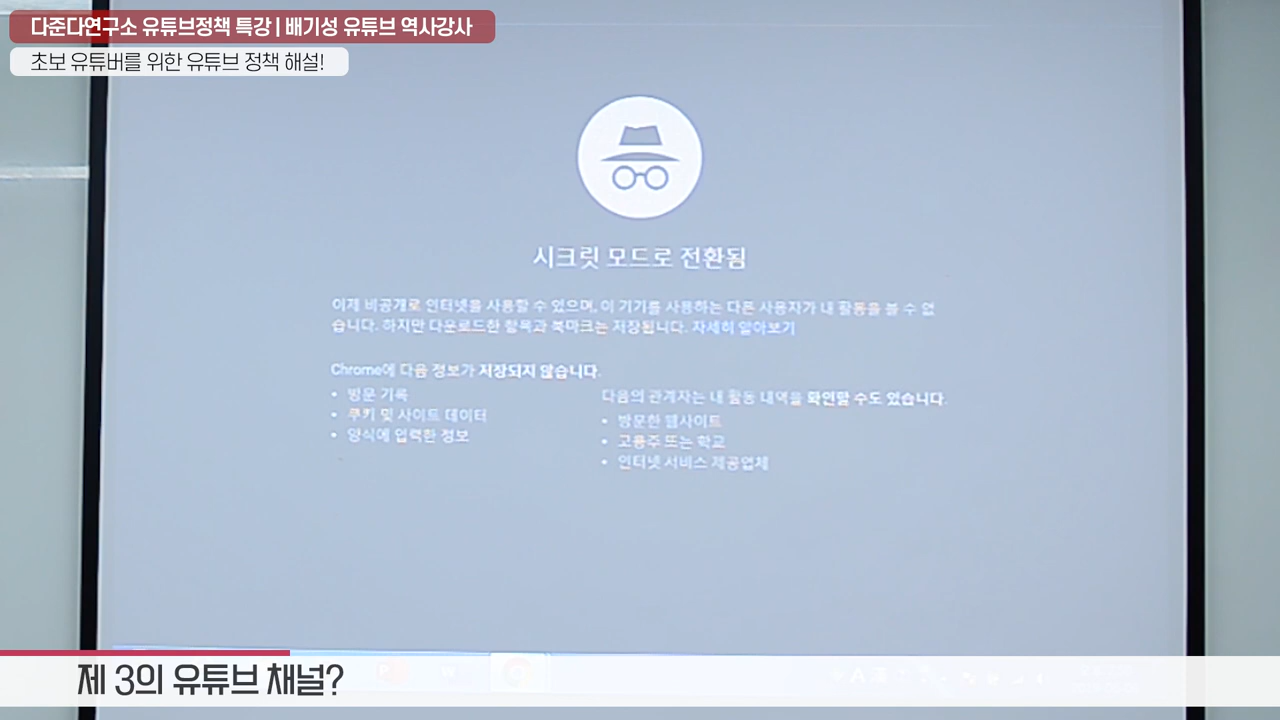 다준다연구소 유튜브정책 특강 | 배기성 유튜브 역사강사
초보 유튜버를 위한 유튜브 정책 해설!
시크릿 모드로 전환됨
이제 비공개로 인터넷을 사용할 수 있으며, 이 기기를 사용하는 다른 사용자가 내 활동을 볼 수 없
습니다. 하지만 다운로드한 항목과 북마크는 저장됩니다. 자세히 알아보기
Chrome에 다음 정보가 저장되지 않습니다.
• 방문 기록
• 쿠키 및 사이트 데이터
• 양식에 입력한 정보
다음의 관계자는 내 활동 내역을 확인할 수도 있습니다.
• 방문한 웹사이트
• 고용주 또는 학교
• 인터넷 서비스 제공업체
제 3의 유튜브 채널?